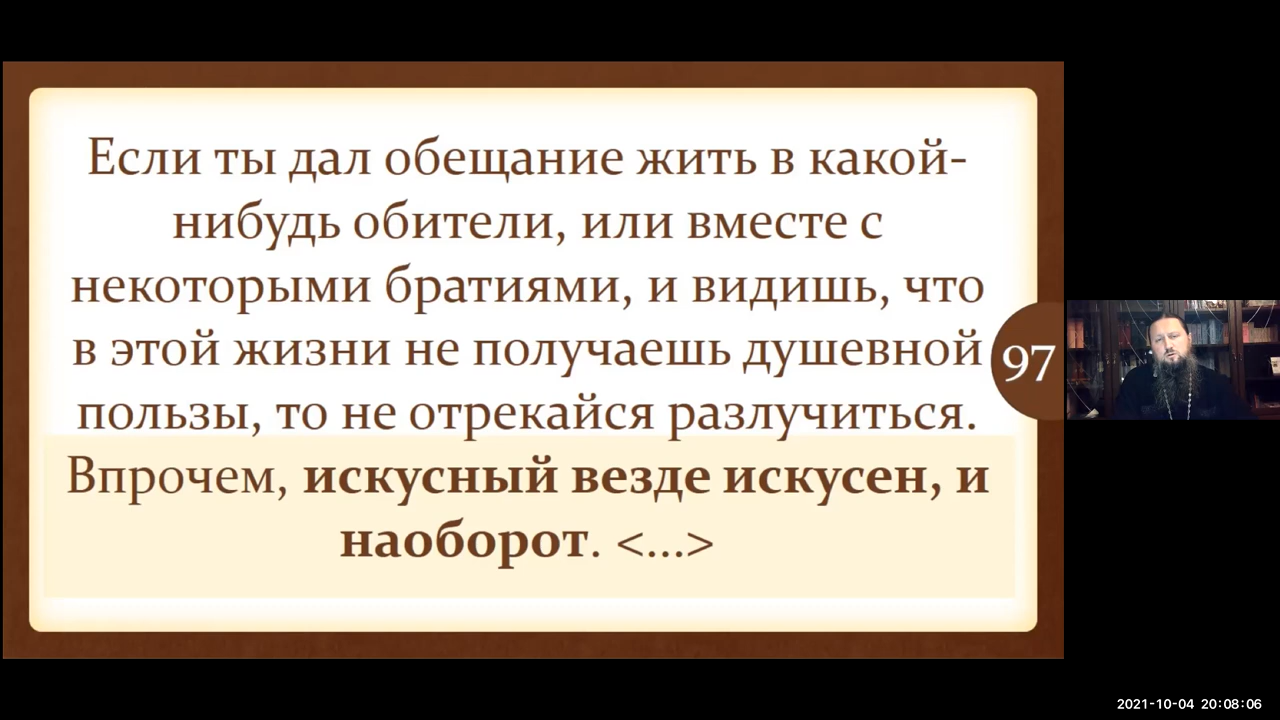 Если ты дал обещание жить в какой-
нибудь обители, или вместе с
некоторыми братиями, и видишь, что
в этой жизни не получаешь душевной
пользы, то не отрекайся разлучиться.
Впрочем, искусный везде искусен, и
наоборот. <...>
97
2021-10-04 20:08:06